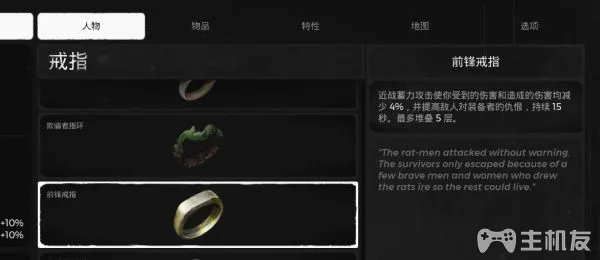 人物
物品
特性
地图
选项
戒指
欺骗者指环
前锋戒指
+10%
+10%
前锋戒指
近战蓄力攻击使你受到的伤害和造成的伤害均减
少 4%，并提高敌人对装备者的仇恨，持续 15
秒。最多堆叠 5 层。
"The rat-men attacked without warning.
The survivors only escaped because of a
few brave men and women who drew
the rats ire so the rest could live."
主机友